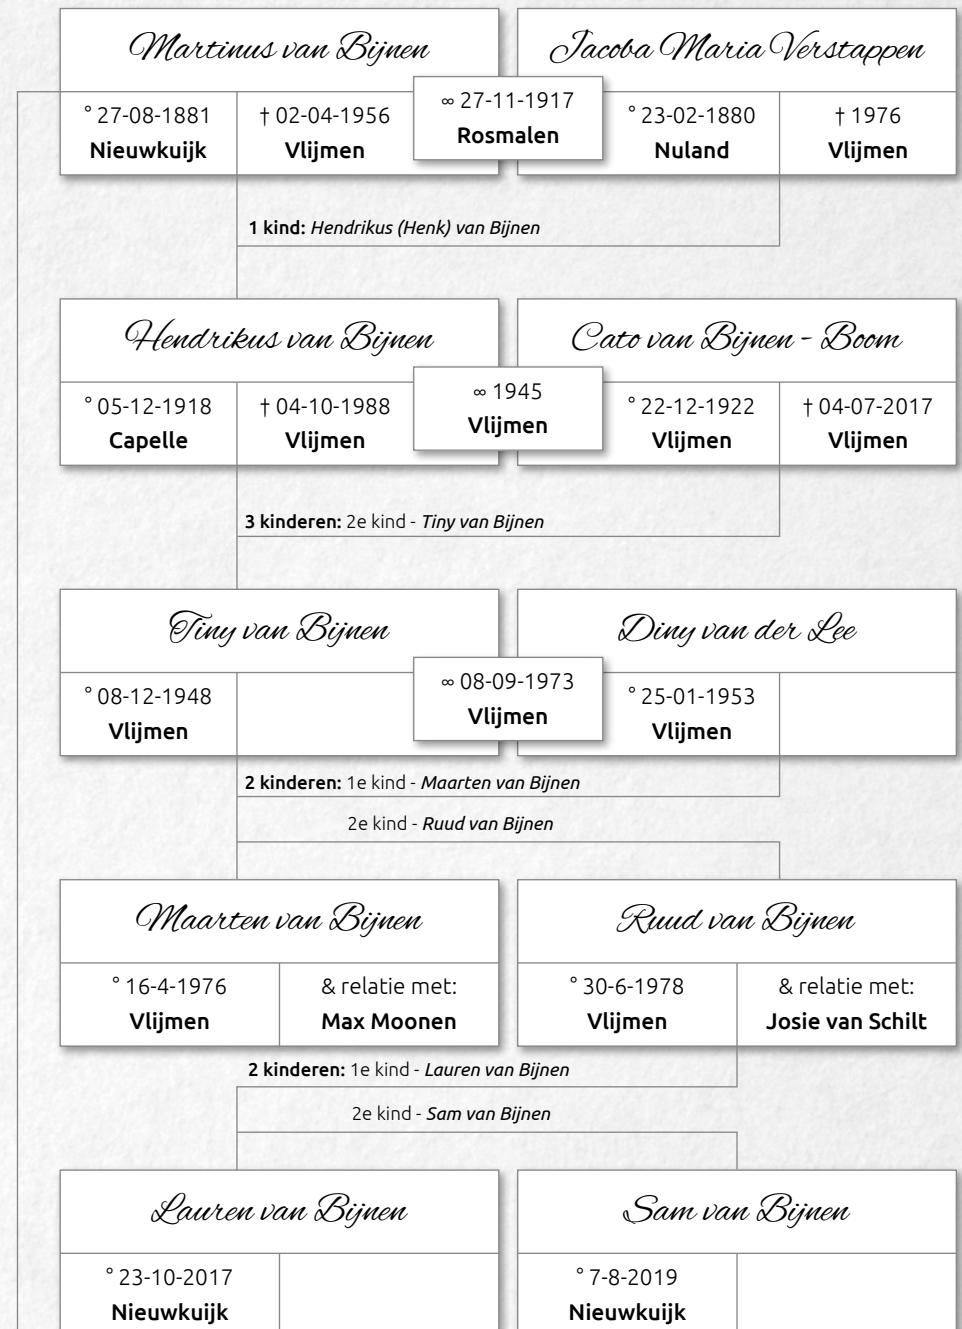 Martinus van Bijnen
Jacoba Maria Verstappen
° 27-08-1881
Nieuwkuijk
† 02-04-1956
Vlijmen
∞ 27-11-1917
Rosmalen
° 23-02-1880
Nuland
† 1976
Vlijmen
1 kind: Hendrikus (Henk) van Bijnen
Hendrikus van Bijnen
Cato van Bijnen - Boom
° 05-12-1918
Capelle
† 04-10-1988
Vlijmen
∞ 1945
Vlijmen
° 22-12-1922
Vlijmen
† 04-07-2017
Vlijmen
3 kinderen: 2e kind - Tiny van Bijnen
Tiny van Bijnen
Diny van der Lee
° 08-12-1948
Vlijmen
∞ 08-09-1973
Vlijmen
° 25-01-1953
Vlijmen
2 kinderen: 1e kind - Maarten van Bijnen
2e kind - Ruud van Bijnen
Maarten van Bijnen
Ruud van Bijnen
° 16-4-1976
Vlijmen
& relatie met:
Max Moonen
° 30-6-1978
Vlijmen
& relatie met:
Josie van Schilt
2 kinderen: 1e kind - Lauren van Bijnen
2e kind - Sam van Bijnen
Lauren van Bijnen
Sam van Bijnen
° 23-10-2017
Nieuwkuijk
° 7-8-2019
Nieuwkuijk